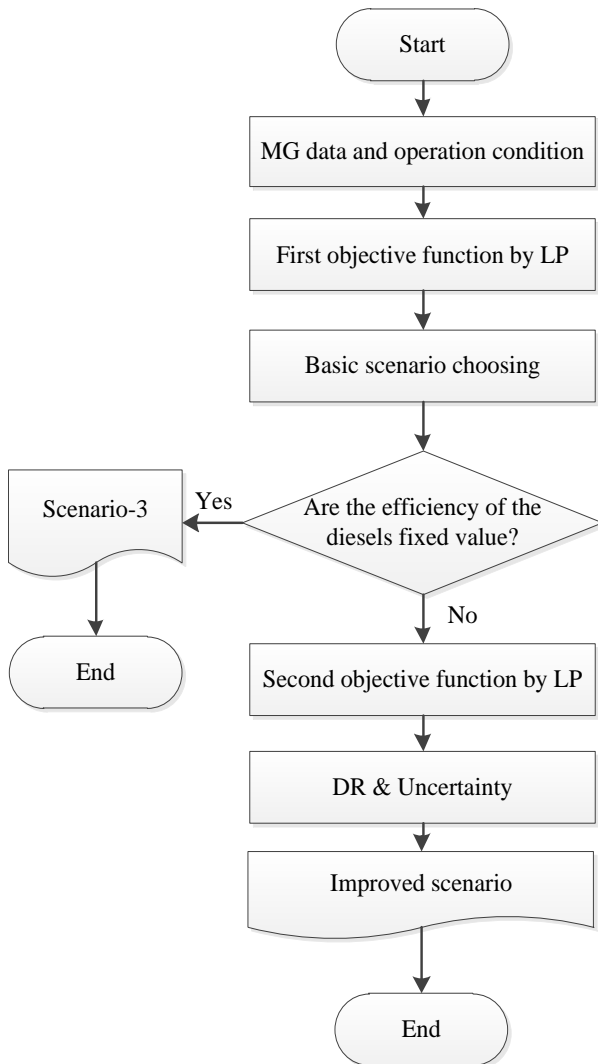 Start
MG data and operation condition
First objective function by LP
Basic scenario choosing
Are the efficiency of the
diesels fixed value?
Yes
Scenario-3
End
No
Second objective function by LP
DR & Uncertainty
Improved scenario
End